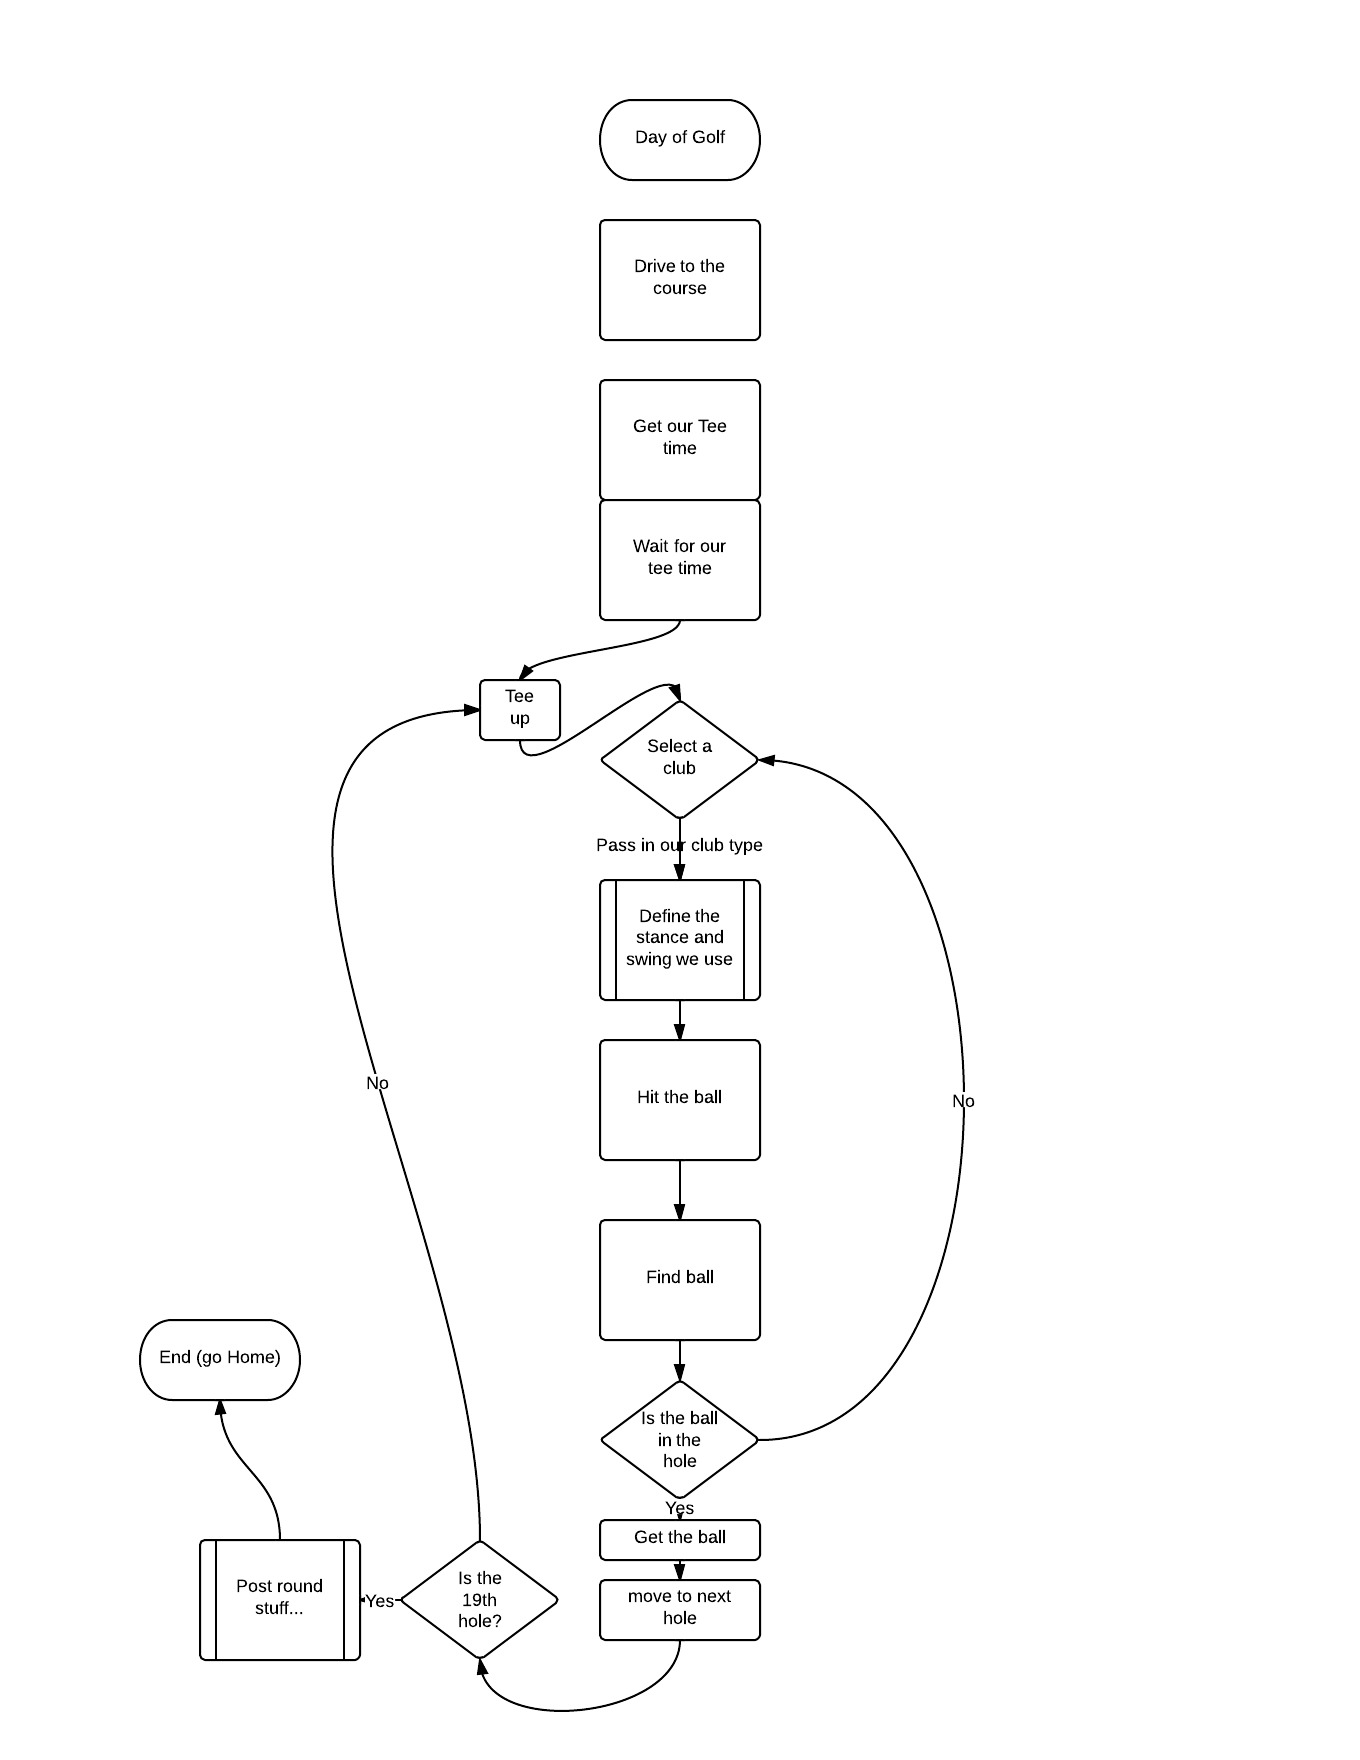 Day of Golf
Drive to the
course
Get our Tee
time
Wait for our
tee time
Tee
up
Select a
club
Pass in our club type
Define the
stance and
swing we use
Hit the ball
No
No
Find ball
End (go Home)
Is the ball
in the
hole
Yes
Get the ball
move to next
hole
Is the
19th
hole?
Yes
Post round
stuff...